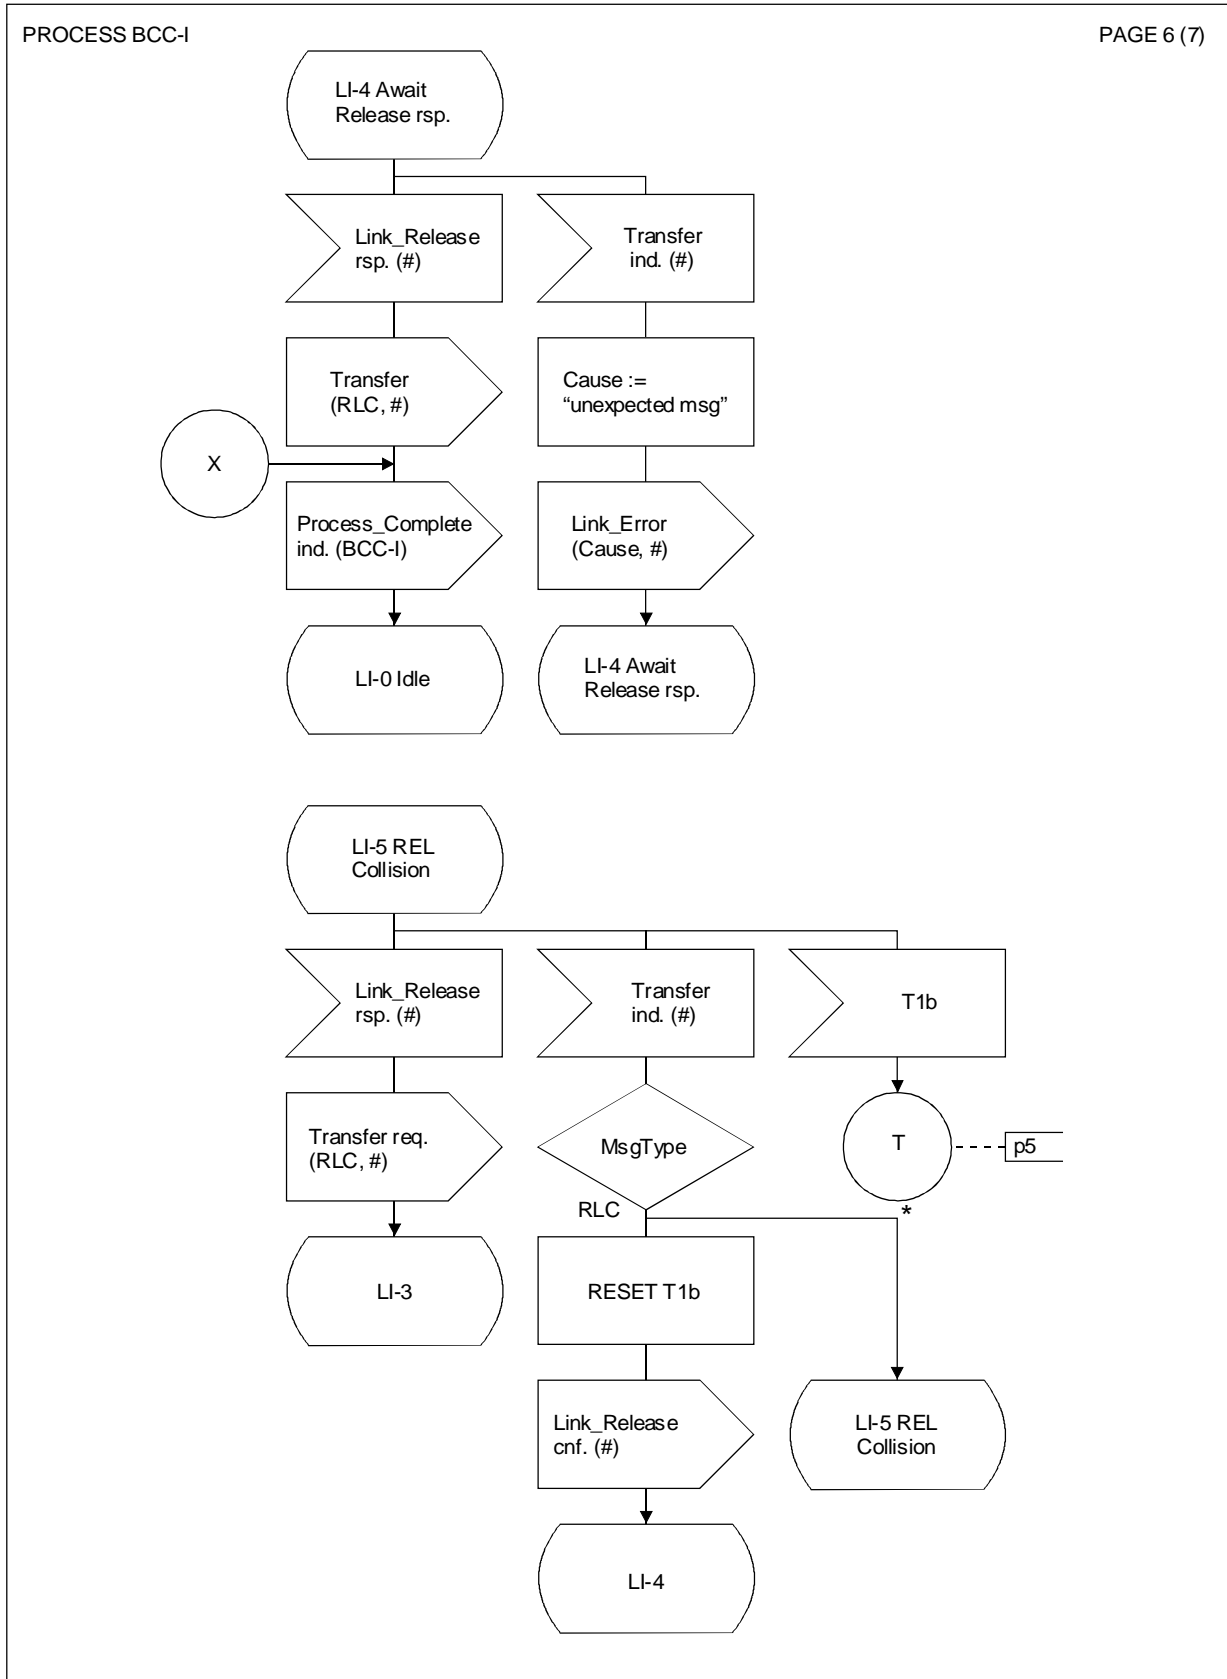 PROCESS BCC-I
PAGE 6 (7)
LI-4 Await
Release rsp.
Link_Release
rsp. (#)
Transfer
ind. (#)
Transfer
(RLC, #)
Cause :=
“unexpected msg”
X
Process_Complete
ind. (BCC-I)
Link_Error
(Cause, #)
LI-0 Idle
LI-4 Await
Release rsp.
LI-5 REL
Collision
Link_Release
rsp. (#)
Transfer
ind. (#)
T1b
Transfer req.
(RLC, #)
MsgType
T
p5
RLC
*
LI-3
RESET T1b
Link_Release
cnf. (#)
LI-5 REL
Collision
LI-4